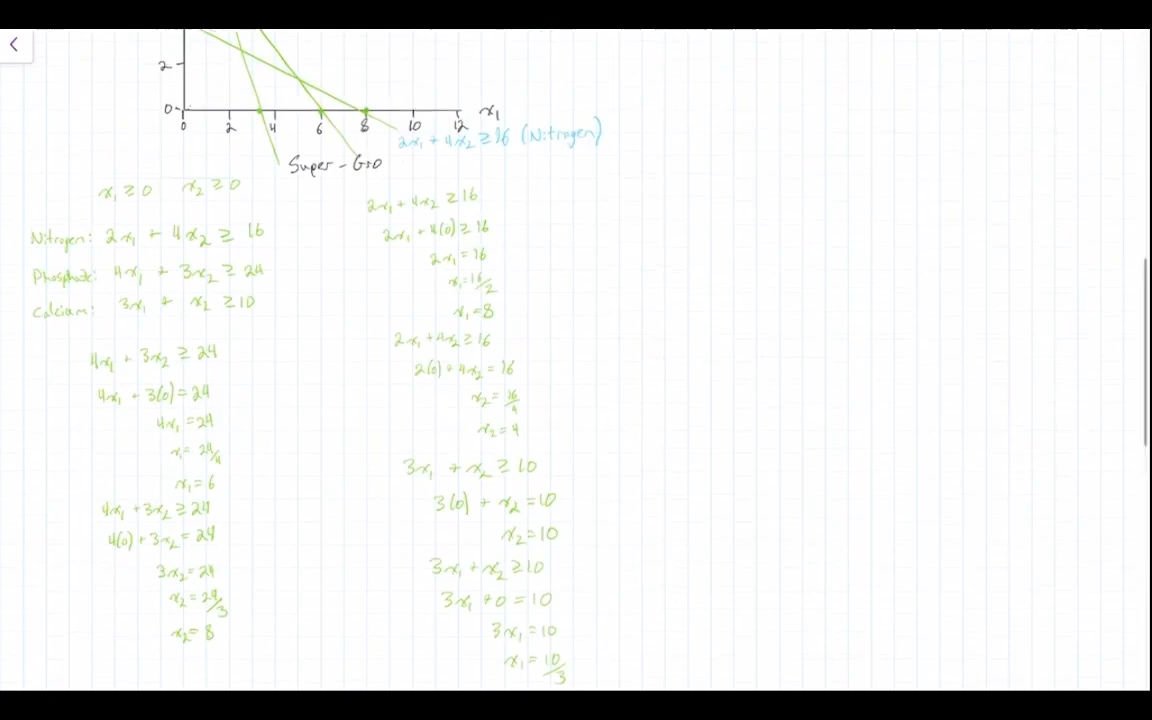 2
0
0 2 4 6 8 10 12 x₁
2x₁ + 4x₂ ≥ 16 (Nitrogen)
Super-Gro
x₁ ≥ 0 x₂ ≥ 0
Nitrogen: 2x₁ + 4x₂ ≥ 16
Phosphate: 4x₁ + 3x₂ ≥ 24
Calcium: 3x₁ + x₂ ≥ 10
4x₁ + 3x₂ ≥ 24
4x₁ + 3(0) = 24
4x₁ = 24
x₁ = 24/4
x₁ = 6
4x₁ + 3x₂ ≥ 24
4(0) + 3x₂ = 24
3x₂ = 24
x₂ = 24/3
x₂ = 8
2x₁ + 4x₂ ≥ 16
2x₁ + 4(0) ≥ 16
2x₁ = 16
x₁ = 16/2
x₁ = 8
2x₁ + 4x₂ ≥ 16
2(0) + 4x₂ = 16
x₂ = 16/4
x₂ = 4
3x₁ + x₂ ≥ 10
3(0) + x₂ = 10
x₂ = 10
3x₁ + x₂ ≥ 10
3x₁ + 0 = 10
3x₁ = 10
x₁ = 10/3